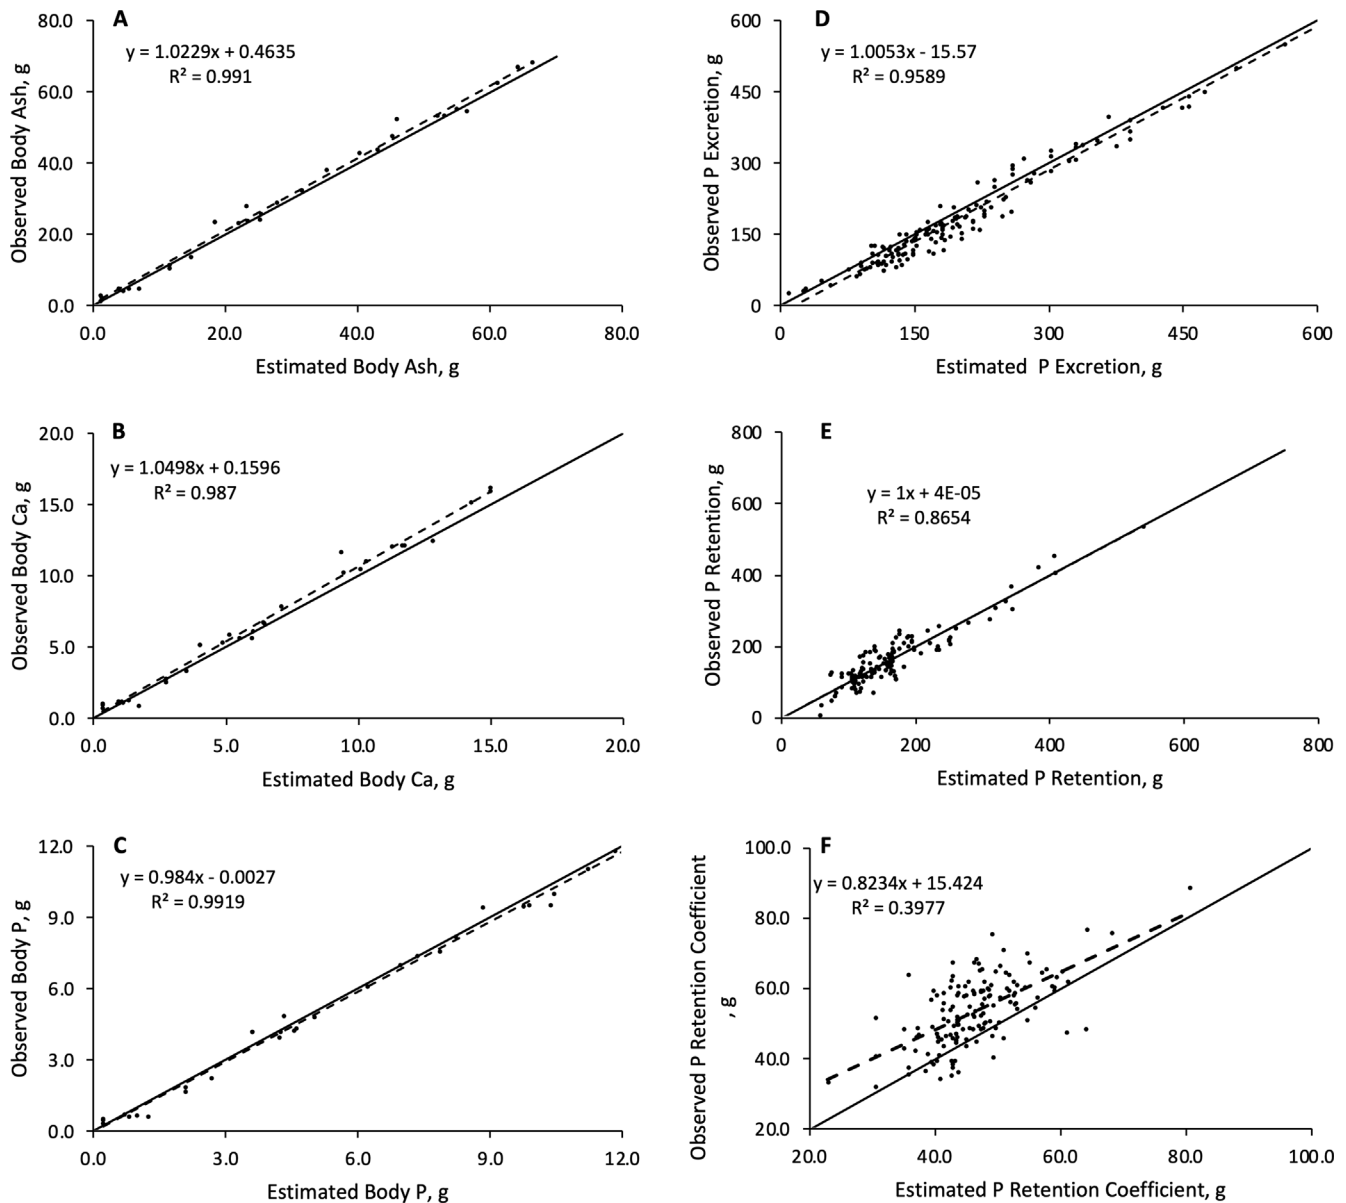 A
y = 1.0229x + 0.4635
R² = 0.991
80.0
60.0
40.0
20.0
0.0
0.0 20.0 40.0 60.0 80.0
Observed Body Ash, g
Estimated Body Ash, g
D
y = 1.0053x - 15.57
R² = 0.9589
600
450
300
150
0
0 150 300 450 600
Observed P Excretion, g
Estimated P Excretion, g
B
y = 1.0498x + 0.1596
R² = 0.987
20.0
15.0
10.0
5.0
0.0
0.0 5.0 10.0 15.0 20.0
Observed Body Ca, g
Estimated Body Ca, g
E
y = 1x + 4E-05
R² = 0.8654
800
600
400
200
0
0 200 400 600 800
Observed P Retention, g
Estimated P Retention, g
C
y = 0.984x - 0.0027
R² = 0.9919
12.0
9.0
6.0
3.0
0.0
0.0 3.0 6.0 9.0 12.0
Observed Body P, g
Estimated Body P, g
F
y = 0.8234x + 15.424
R² = 0.3977
100.0
80.0
60.0
40.0
20.0
20.0 40.0 60.0 80.0 100.0
Observed P Retention Coefficient
, g
Estimated P Retention Coefficient, g